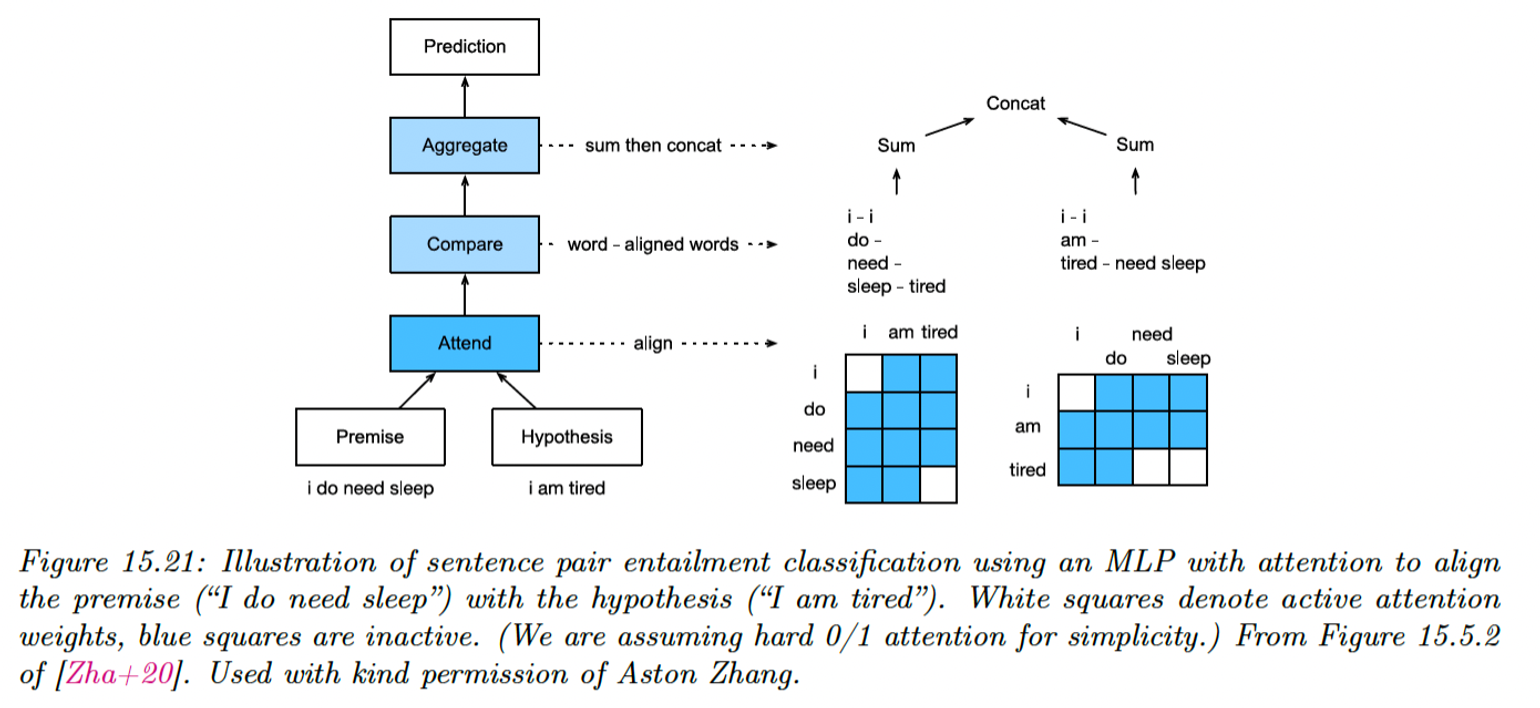 Prediction
Aggregate
sum then concat
Compare
word - aligned words
Attend
align
Premise
Hypothesis
i do need sleep
i am tired
Concat
Sum
Sum
i - i
do -
need -
sleep - tired
i - i
am -
tired - need sleep
i am tired
i
do
need
sleep
i need
do sleep
i
am
tired
Figure 15.21: Illustration of sentence pair entailment classification using an MLP with attention to align
the premise (“I do need sleep”) with the hypothesis (“I am tired”). White squares denote active attention
weights, blue squares are inactive. (We are assuming hard 0/1 attention for simplicity.) From Figure 15.5.2
of [Zha+20]. Used with kind permission of Aston Zhang.